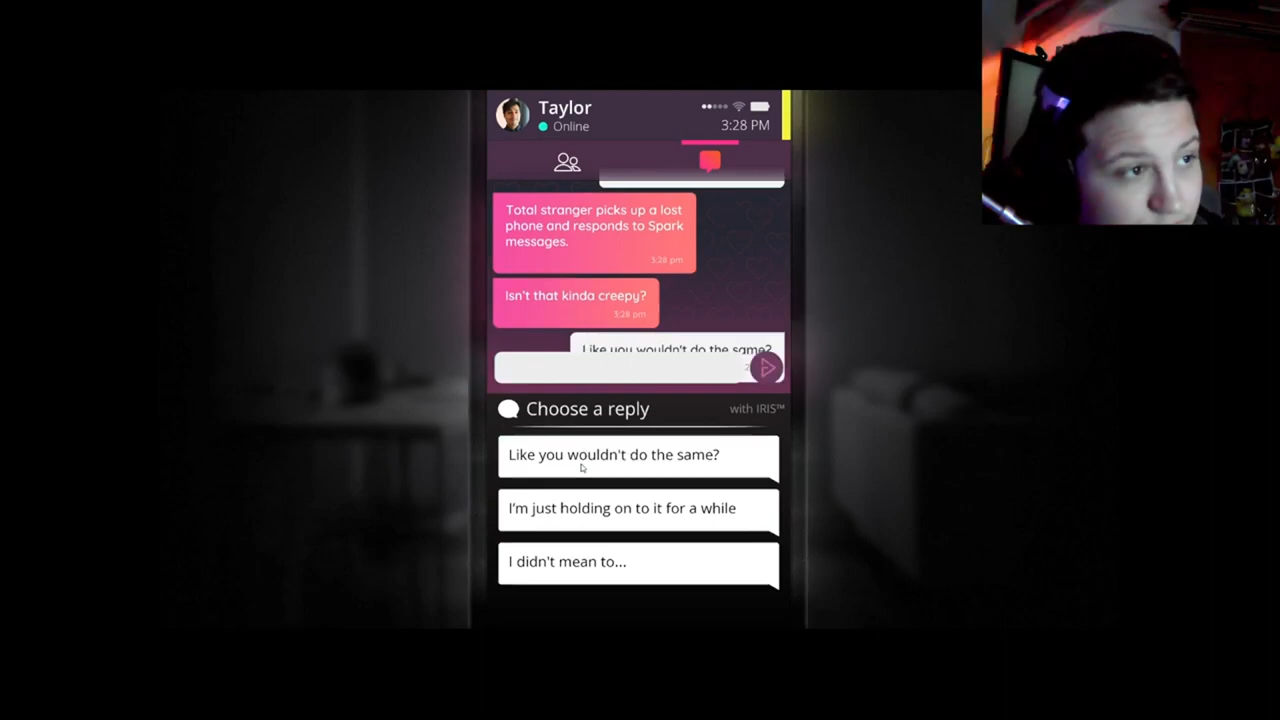 Taylor
Online
3:28 PM
Total stranger picks up a lost
phone and responds to Spark
messages.
3:28 pm
Isn't that kinda creepy?
3:28 pm
Like you wouldn't do the same?
Choose a reply
with IRIS™
Like you wouldn't do the same?
I'm just holding on to it for a while
I didn't mean to...